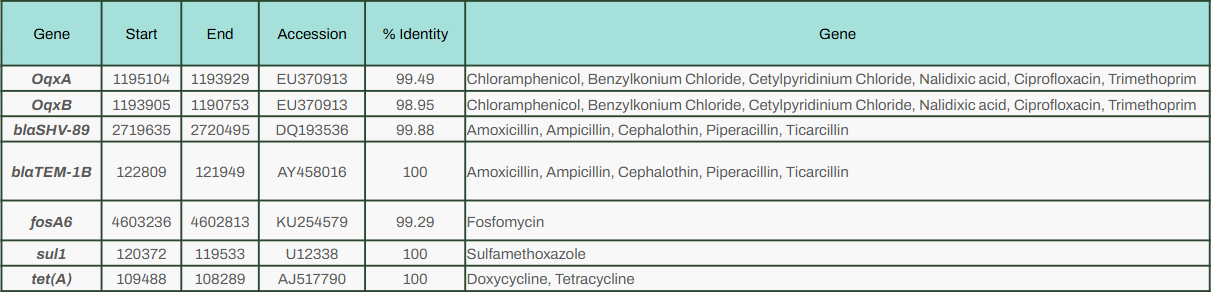 Gene Start End Accession % Identity Gene
OqxA 1195104 1193929 EU370913 99.49 Chloramphenicol, Benzylkonium Chloride, Cetylpyridinium Chloride, Nalidixic acid, Ciprofloxacin, Trimethoprim
OqxB 1193905 1190753 EU370913 98.95 Chloramphenicol, Benzylkonium Chloride, Cetylpyridinium Chloride, Nalidixic acid, Ciprofloxacin, Trimethoprim
blaSHV-89 2719635 2720495 DQ193536 99.88 Amoxicillin, Ampicillin, Cephalothin, Piperacillin, Ticarcillin
blaTEM-1B 122809 121949 AY458016 100 Amoxicillin, Ampicillin, Cephalothin, Piperacillin, Ticarcillin
fosA6 4603236 4602813 KU254579 99.29 Fosfomycin
sul1 120372 119533 U12338 100 Sulfamethoxazole
tet(A) 109488 108289 AJ517790 100 Doxycycline, Tetracycline